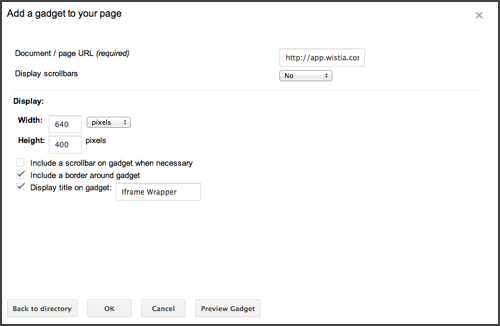 Add a gadget to your page
Document / page URL (required)
http://app.wistia.cor
Display scrollbars
No
Display:
Width: 640 pixels
Height: 400 pixels
Include a scrollbar on gadget when necessary
Include a border around gadget
Display title on gadget: Iframe Wrapper
Back to directory OK Cancel Preview Gadget